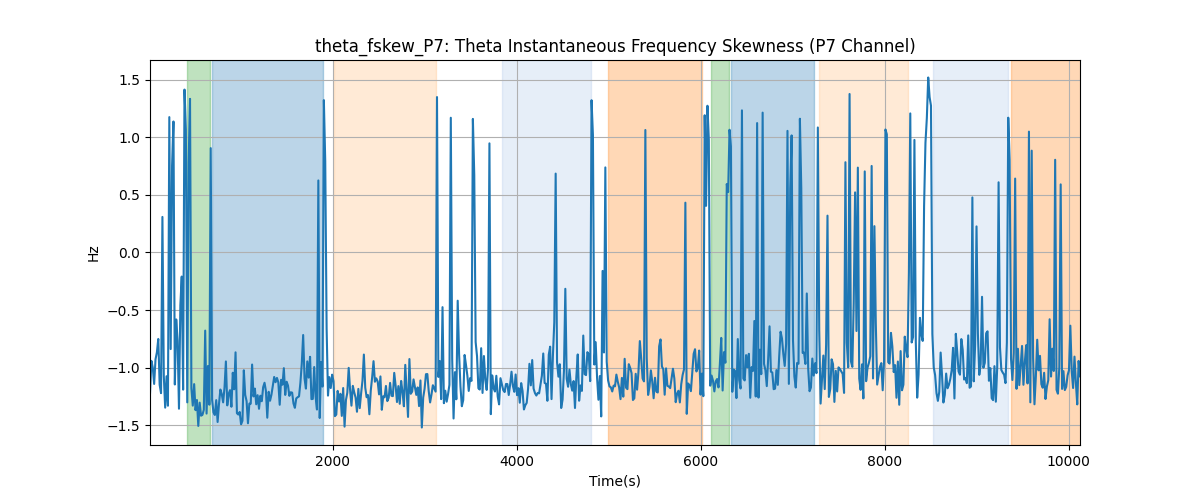 theta_fskew_P7: Theta Instantaneous Frequency Skewness (P7 Channel)
1.5
1.0
0.5
0.0
−0.5
−1.0
−1.5
Hz
2000 4000 6000 8000 10000
Time(s)